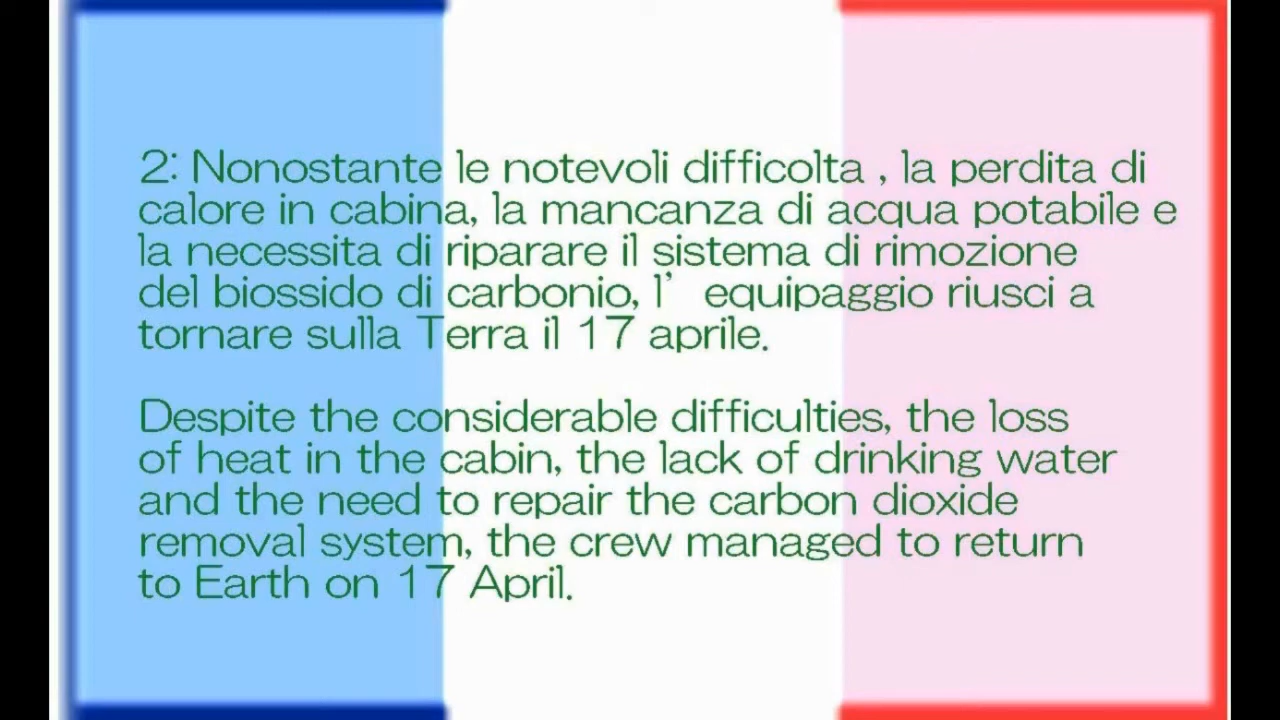 2: Nonostante le notevoli difficolta , la perdita di
calore in cabina, la mancanza di acqua potabile e
la necessita di riparare il sistema di rimozione
del biossido di carbonio, l’ equipaggio riusci a
tornare sulla Terra il 17 aprile.
Despite the considerable difficulties, the loss
of heat in the cabin, the lack of drinking water
and the need to repair the carbon dioxide
removal system, the crew managed to return
to Earth on 17 April.